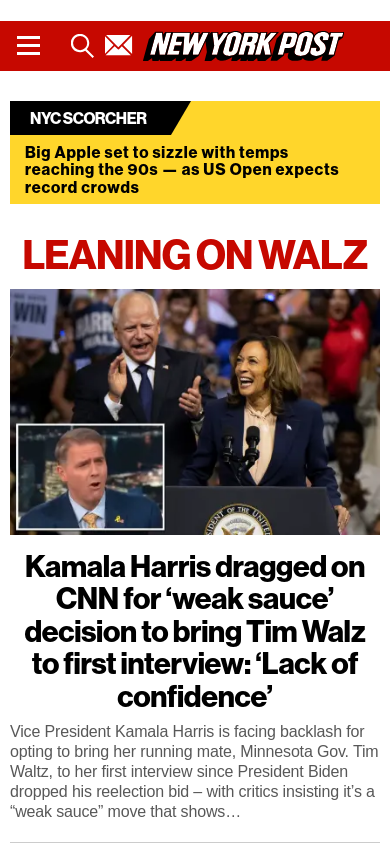 NEW YORK POST
NYC SCORCHER
Big Apple set to sizzle with temps
reaching the 90s — as US Open expects
record crowds
LEANING ON WALZ
WIN
Kamala Harris dragged on
CNN for ‘weak sauce’
decision to bring Tim Walz
to first interview: ‘Lack of
confidence’
Vice President Kamala Harris is facing backlash for
opting to bring her running mate, Minnesota Gov. Tim
Waltz, to her first interview since President Biden
dropped his reelection bid – with critics insisting it’s a
“weak sauce” move that shows…